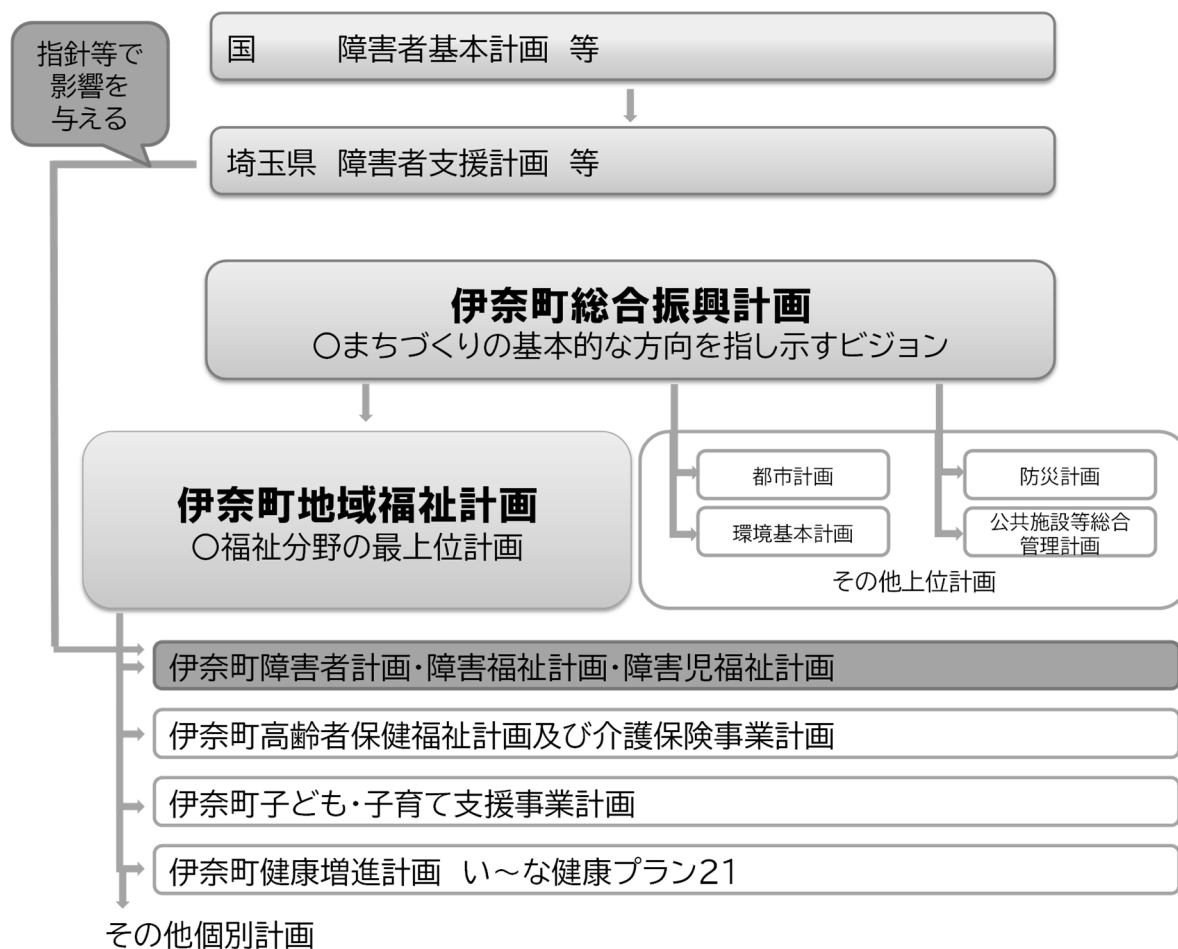 指針等で
影響を
与える
国 障害者基本計画 等
埼玉県 障害者支援計画 等
伊奈町総合振興計画
○まちづくりの基本的な方向を指し示すビジョン
伊奈町地域福祉計画
○福祉分野の最上位計画
都市計画
環境基本計画
防災計画
公共施設等総合
管理計画
その他上位計画
伊奈町障害者計画・障害福祉計画・障害児福祉計画
伊奈町高齢者保健福祉計画及び介護保険事業計画
伊奈町子ども・子育て支援事業計画
伊奈町健康増進計画 い～な健康プラン21
その他個別計画